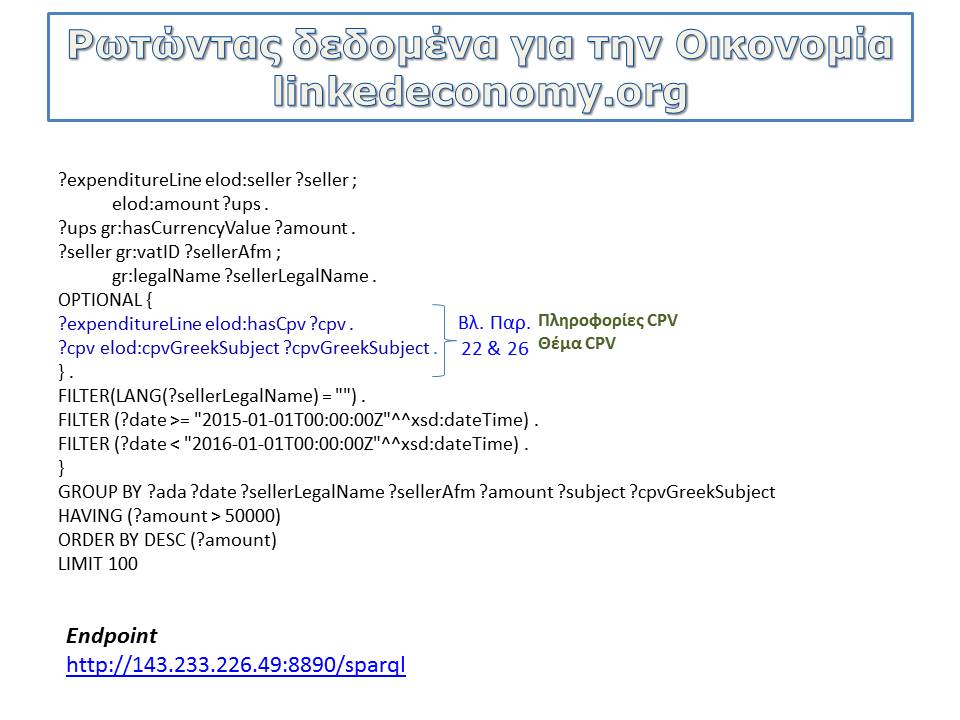 Ρωτώντας δεδομένα για την Οικονομία
linkedeconomy.org
?expenditureLine elod:seller ?seller ;
elod:amount ?ups .
?ups gr:hasCurrencyValue ?amount .
?seller gr:vatID ?sellerAfm ;
gr:legalName ?sellerLegalName .
OPTIONAL {
?expenditureLine elod:hasCpv ?cpv .
?cpv elod:cpvGreekSubject ?cpvGreekSubject .
} .
Βλ. Παρ.
22 & 26
Πληροφορίες CPV
Θέμα CPV
FILTER(LANG(?sellerLegalName) = "") .
FILTER (?date >= "2015-01-01T00:00:00Z"^^xsd:dateTime) .
FILTER (?date < "2016-01-01T00:00:00Z"^^xsd:dateTime) .
}
GROUP BY ?ada ?date ?sellerLegalName ?sellerAfm ?amount ?subject ?cpvGreekSubject
HAVING (?amount > 50000)
ORDER BY DESC (?amount)
LIMIT 100
Endpoint
http://143.233.226.49:8890/sparql